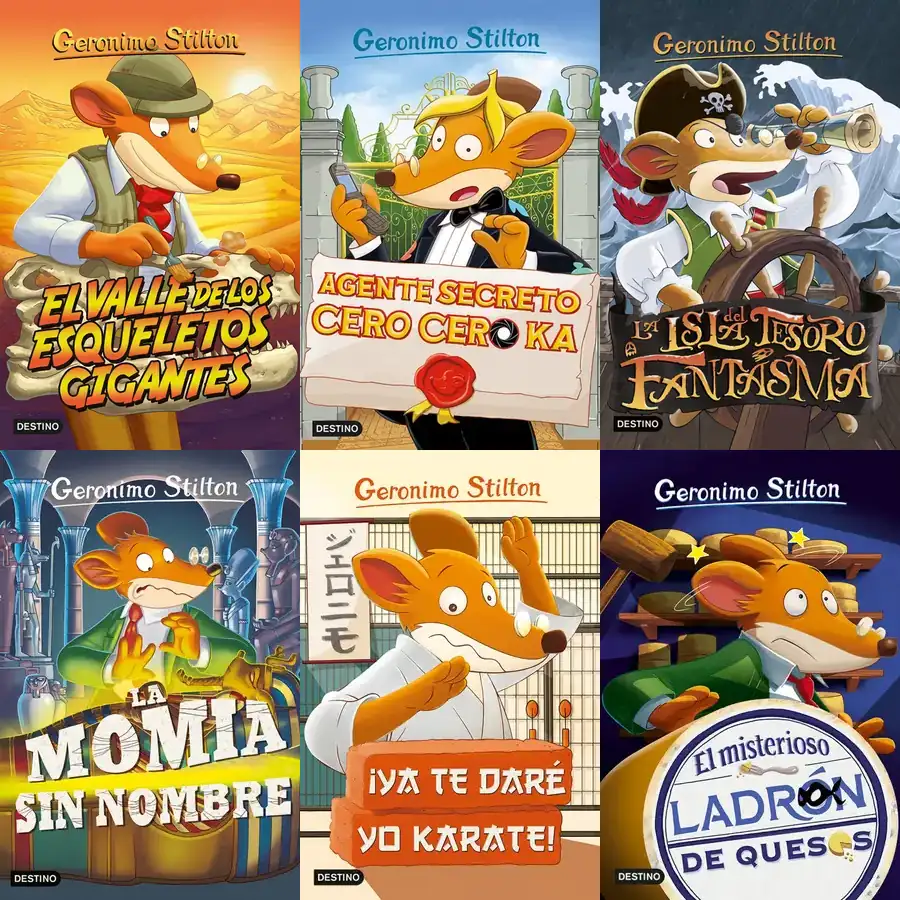 Geronimo Stilton
EL VALLE DE LOS
ESQUELETOS
GIGANTES
DESTINO
Geronimo Stilton
AGENTE SECRETO
CERO CERO KA
DESTINO
Geronimo Stilton
LA ISLA del TESORO
FANTASMA
DESTINO
Geronimo Stilton
LA
MOMIA
SIN NOMBRE
DESTINO
Geronimo Stilton
ジェロニモ
¡YA TE DARÉ
YO KARATE!
DESTINO
Geronimo Stilton
El misterioso
LADRÓN
DE QUESOS
DESTINO